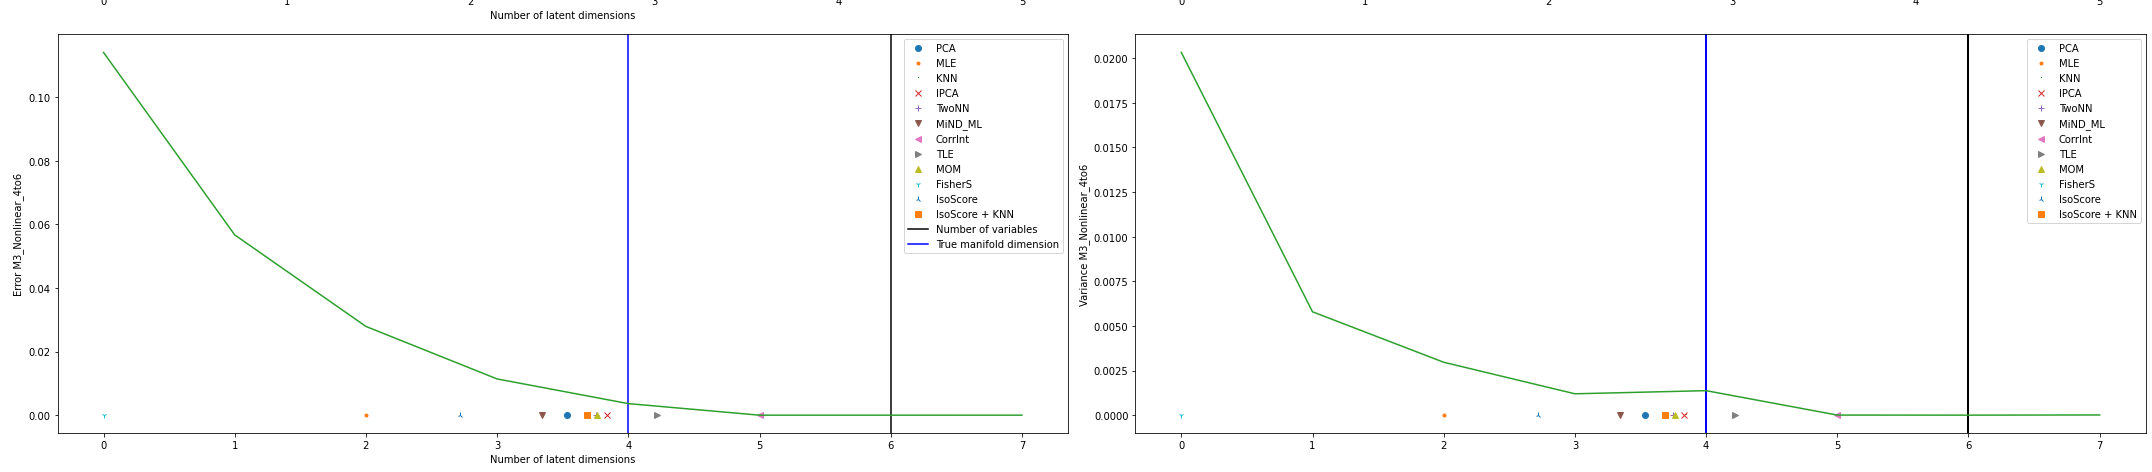 0 1 2 3 4 5
Number of latent dimensions
0 1 2 3 4 5
Error M3_Nonlinear_4to6
0.10
0.08
0.06
0.04
0.02
0.00
0 1 2 3 4 5 6 7
Number of latent dimensions
PCA
MLE
KNN
lPCA
TwoNN
MiND_ML
CorrInt
TLE
MOM
FisherS
IsoScore
IsoScore + KNN
Number of variables
True manifold dimension
Variance M3_Nonlinear_4to6
0.0200
0.0175
0.0150
0.0125
0.0100
0.0075
0.0050
0.0025
0.0000
0 1 2 3 4 5 6 7
PCA
MLE
KNN
lPCA
TwoNN
MiND_ML
CorrInt
TLE
MOM
FisherS
IsoScore
IsoScore + KNN